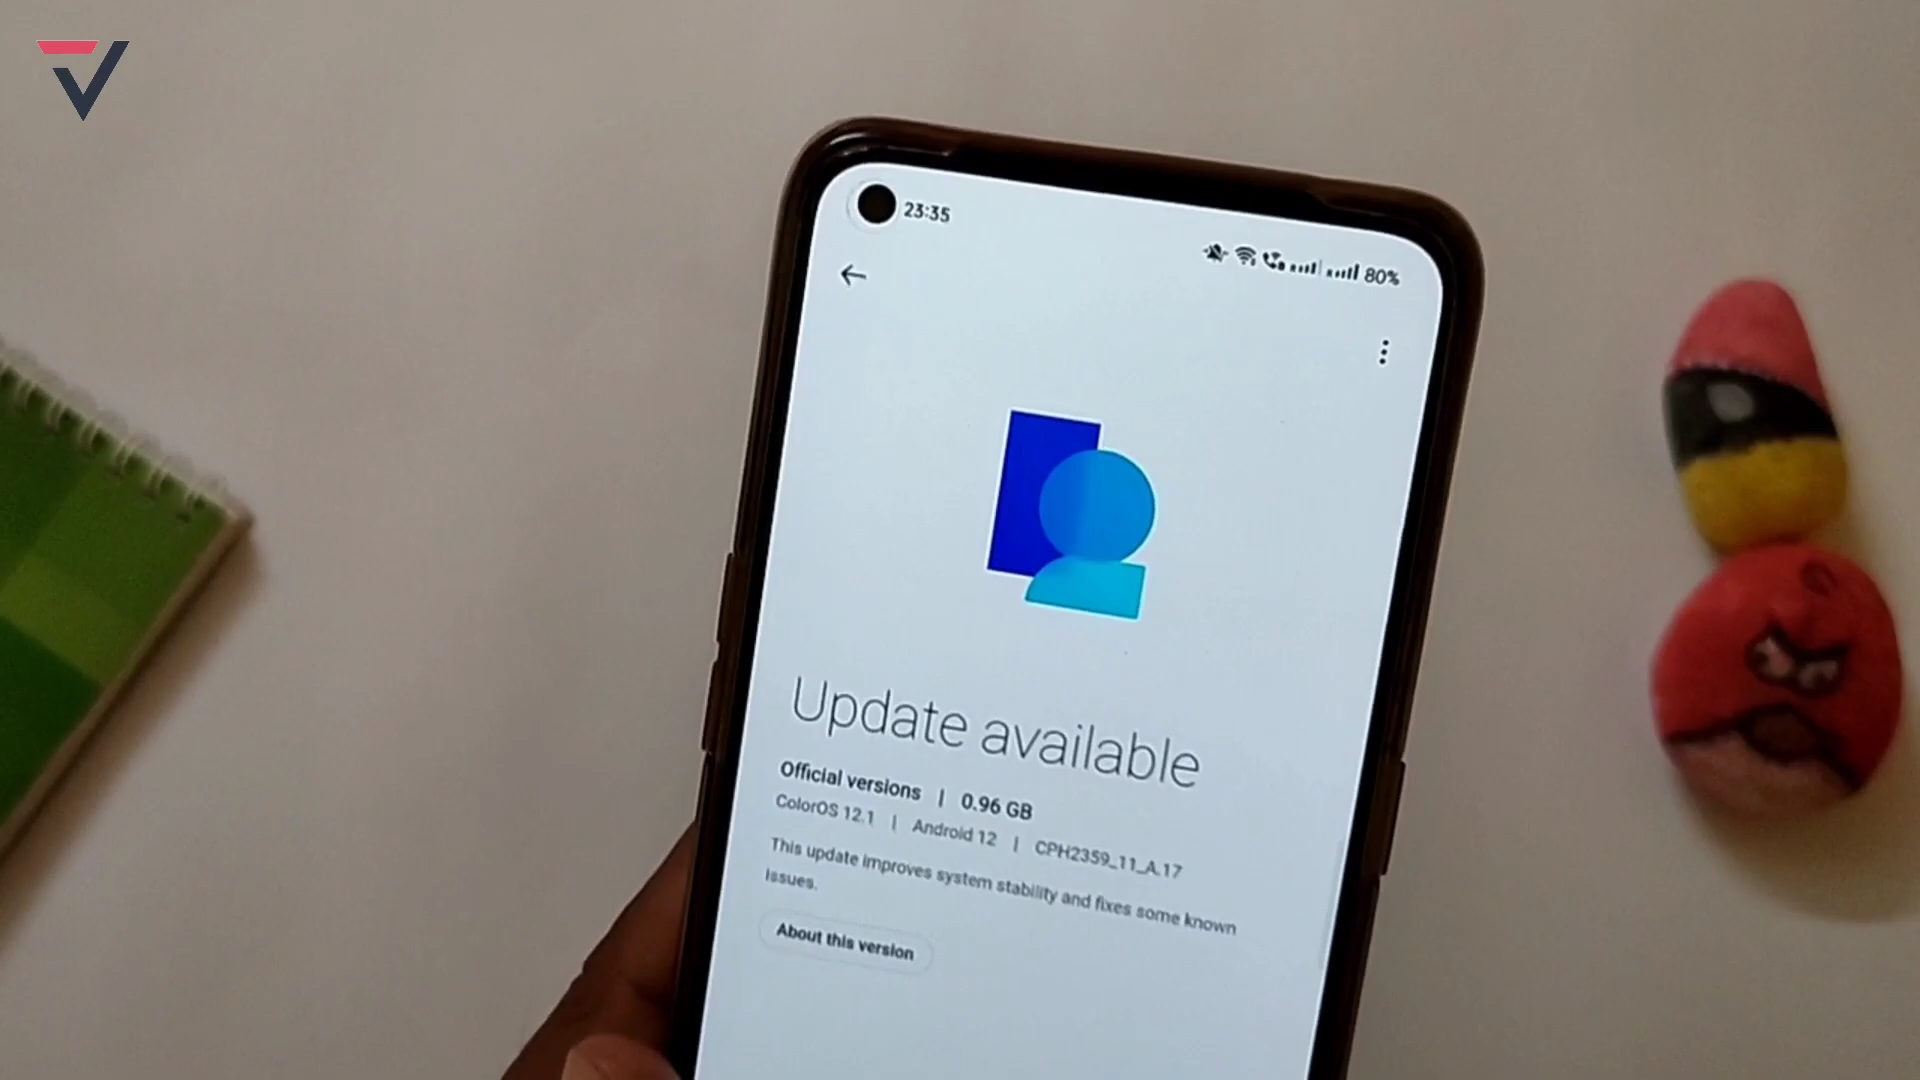 23:35
80%
Update available
Official versions | 0.96 GB
ColorOS 12.1 | Android 12 | CPH2359_11_A.17
This update improves system stability and fixes some known
issues.
About this version